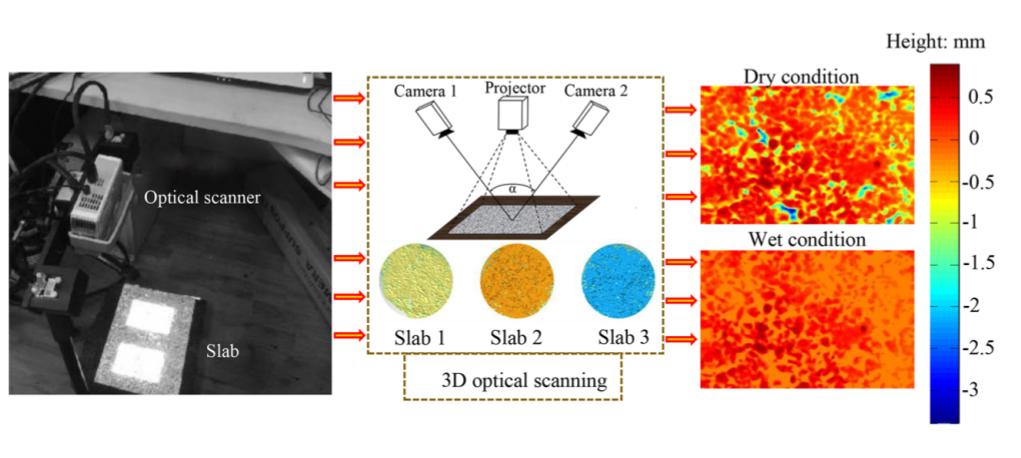 Height: mm
Optical scanner
Slab
Camera 1
Projector
Camera 2
α
Slab 1
Slab 2
Slab 3
3D optical scanning
Dry condition
Wet condition
0.5
0
-0.5
-1
-1.5
-2
-2.5
-3